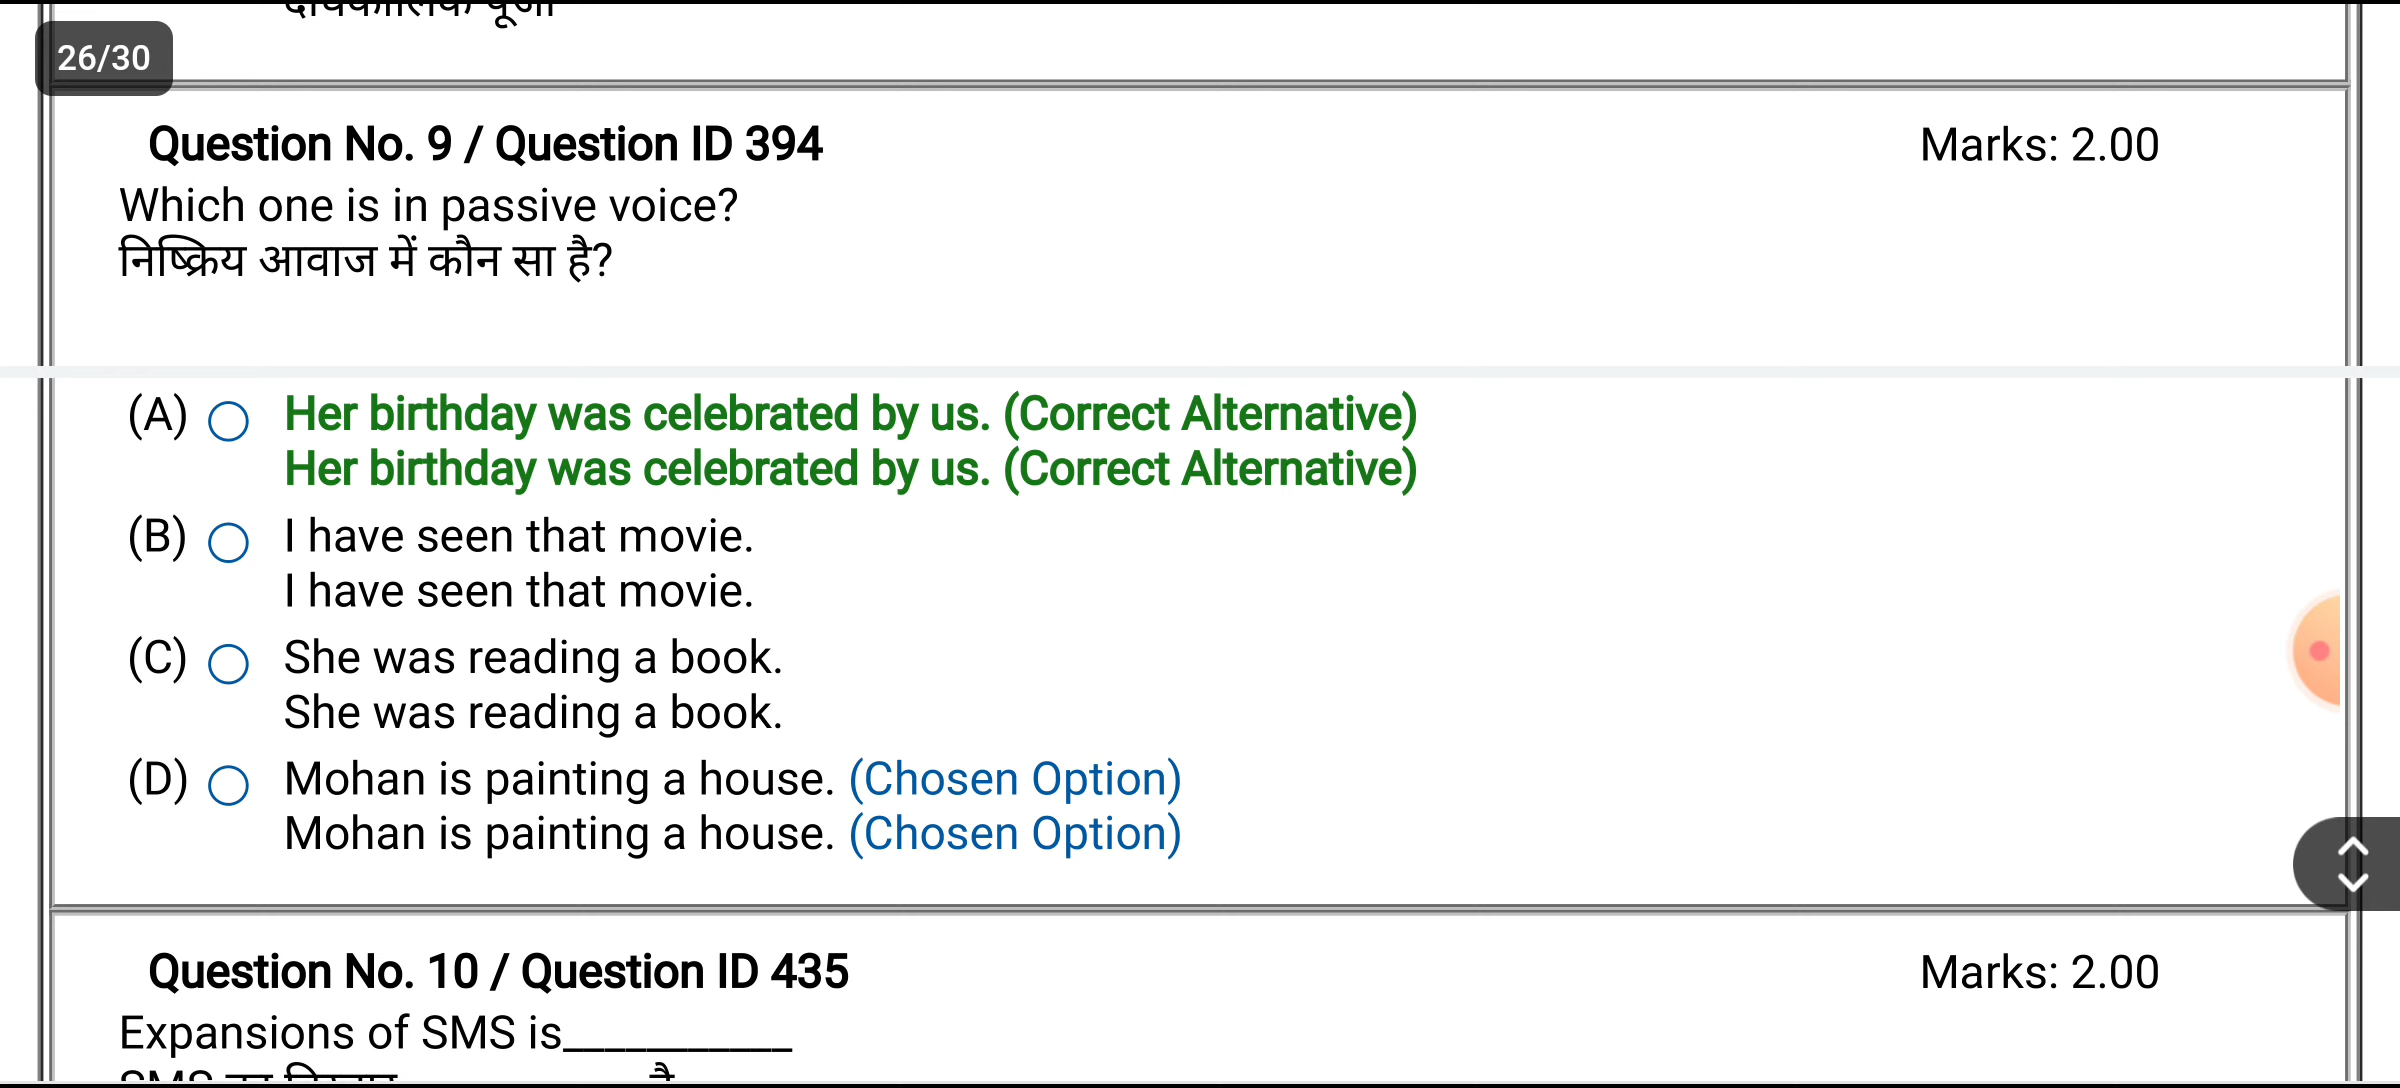 26/30
Question No. 9 / Question ID 394 Marks: 2.00
Which one is in passive voice?
निष्क्रिय आवाज में कौन सा है?
(A) Her birthday was celebrated by us. (Correct Alternative)
Her birthday was celebrated by us. (Correct Alternative)
(B) I have seen that movie.
I have seen that movie.
(C) She was reading a book.
She was reading a book.
(D) Mohan is painting a house. (Chosen Option)
Mohan is painting a house. (Chosen Option)
Question No. 10 / Question ID 435 Marks: 2.00
Expansions of SMS is___________